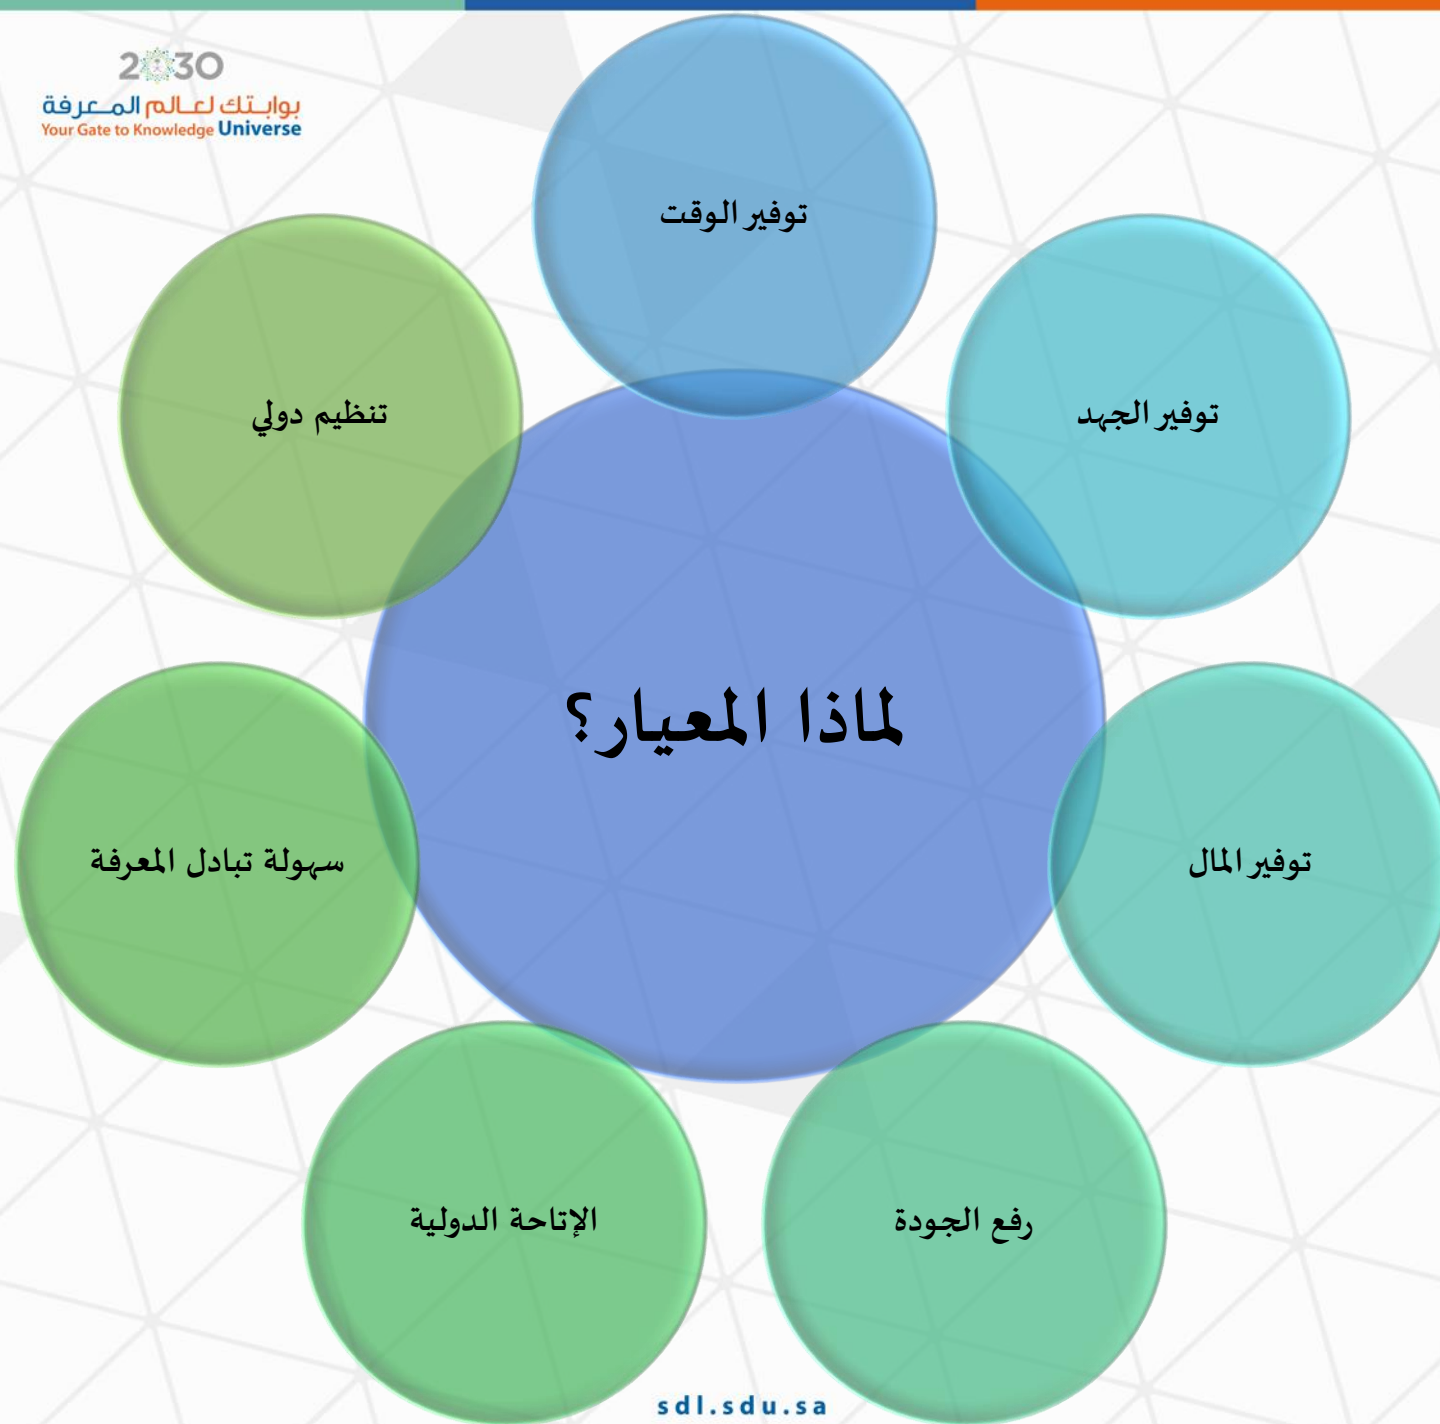 2030
بوابتك لعالم المعرفة
Your Gate to Knowledge Universe
توفير الوقت
توفير الجهد
توفير المال
رفع الجودة
الإتاحة الدولية
سهولة تبادل المعرفة
تنظيم دولي
لماذا المعيار؟
sdl.sdu.sa